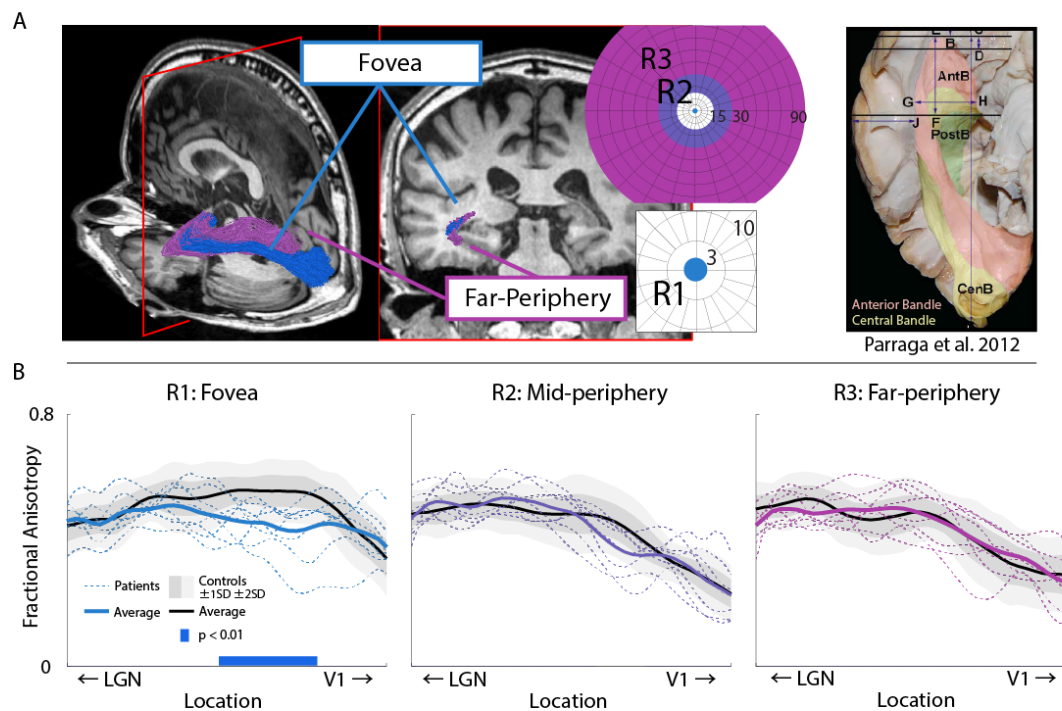 A
Fovea
Far-Periphery
R3
R2
15
30
90
10
3
R1
B
D
AntB
G
H
F
J
PostB
CenB
Anterior Bandle
Central Bandle
Parraga et al. 2012
B
R1: Fovea
R2: Mid-periphery
R3: Far-periphery
0.8
Fractional Anisotropy
0
Patients
Controls
±1SD ±2SD
Average
Average
p < 0.01
← LGN
V1 →
← LGN
V1 →
← LGN
V1 →
Location
Location
Location